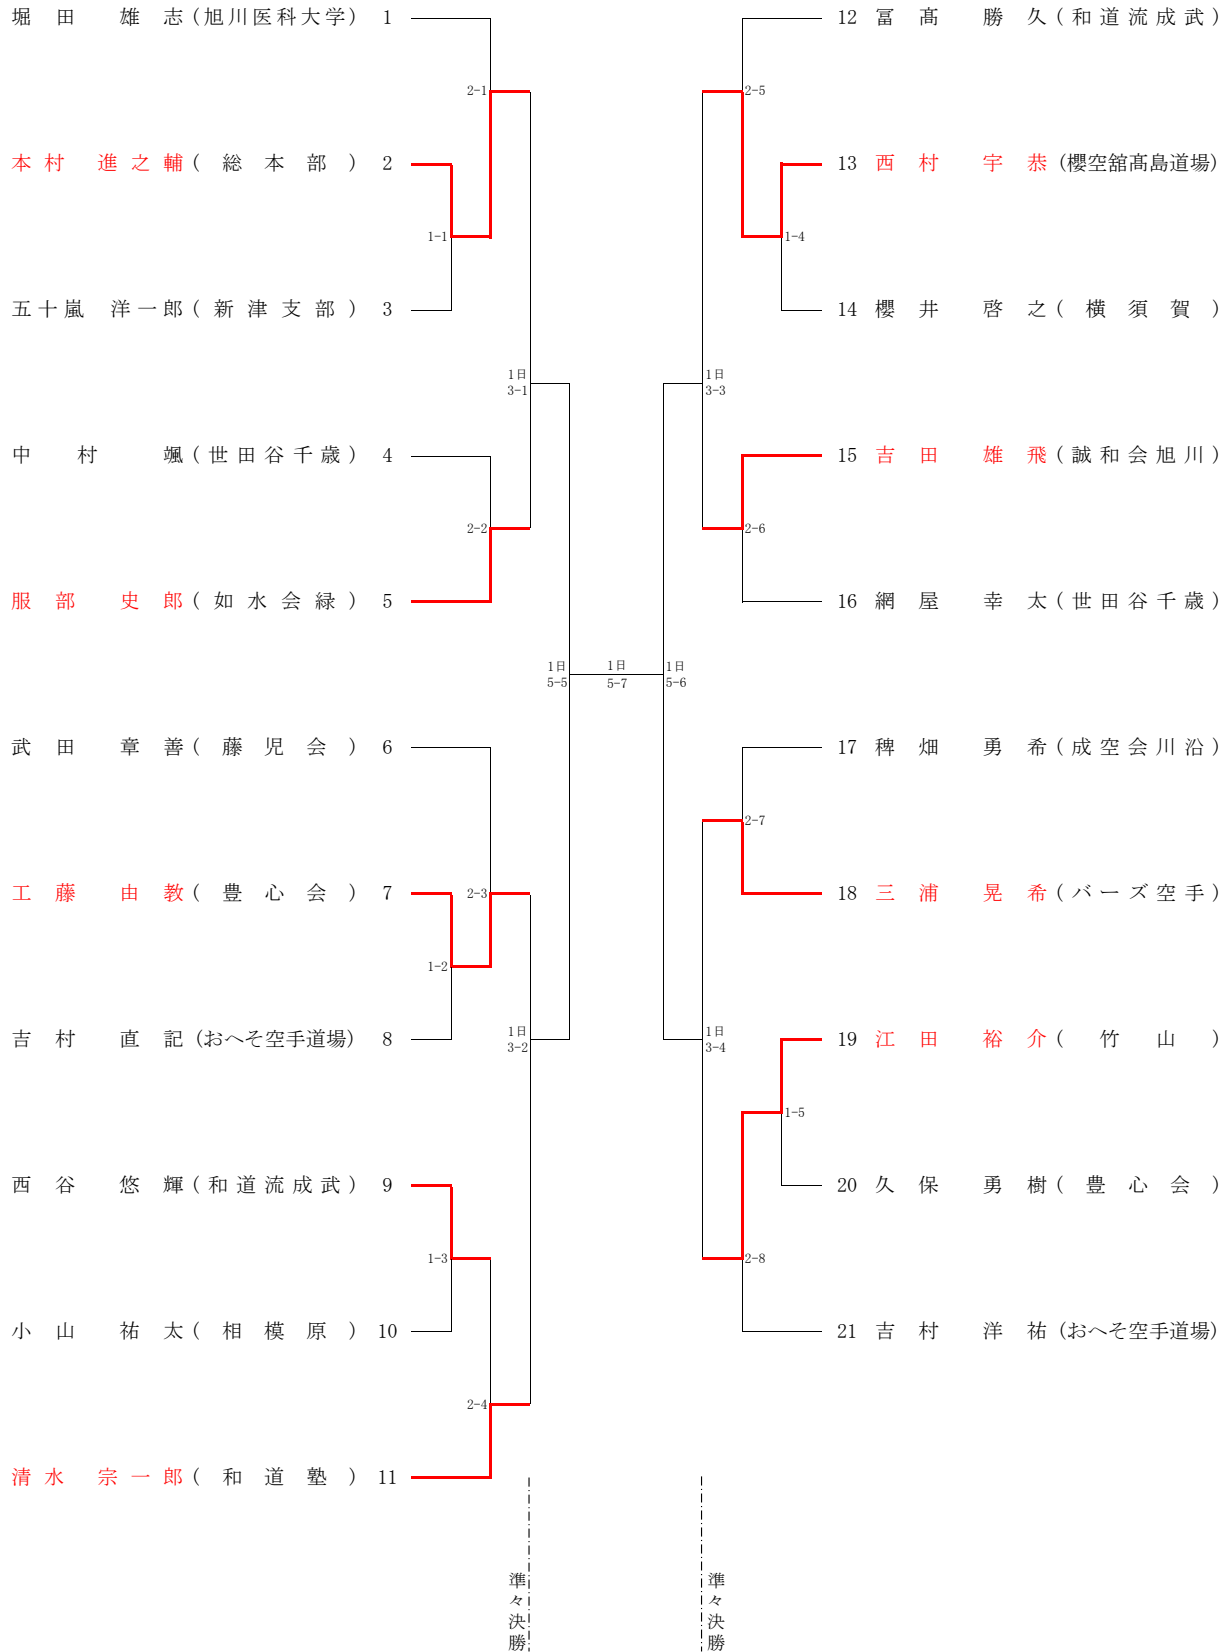 堀田 雄志(旭川医科大学) 1
2-1
本村 進之輔(総本部) 2
1-1
五十嵐 洋一郎(新津支部) 3
1日
3-1
中村 颯(世田谷千歳) 4
2-2
服部 史郎(如水会緑) 5
1日
5-5
武田 章善(藤児会) 6
工藤 由教(豊心会) 7
2-3
1-2
吉村 直記(おへそ空手道場) 8
1日
3-2
西谷 悠輝(和道流成武) 9
1-3
小山 祐太(相模原) 10
2-4
清水 宗一郎(和道塾) 11
準々決勝
1日
5-7
12 冨髙 勝久(和道流成武)
2-5
13 西村 宇恭(櫻空舘髙島道場)
1-4
14 櫻井 啓之(横須賀)
1日
3-3
15 吉田 雄飛(誠和会旭川)
2-6
16 網屋 幸太(世田谷千歳)
1日
5-6
17 稗畑 勇希(成空会川沿)
2-7
18 三浦 晃希(バーズ空手)
19 江田 裕介(竹山)
1日
3-4
1-5
20 久保 勇樹(豊心会)
2-8
21 吉村 洋祐(おへそ空手道場)
準々決勝